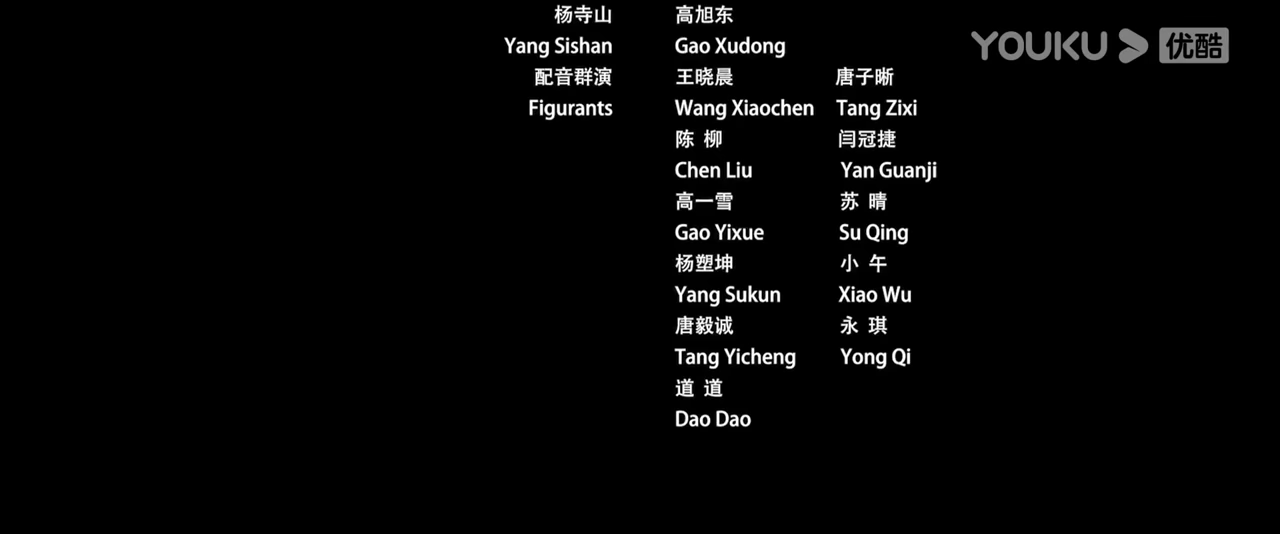 杨寺山 高旭东
Yang Sishan Gao Xudong
YOUKU 优酷
配音群演 王晓晨 唐子晰
Figurants Wang Xiaochen Tang Zixi
陈 柳 闫冠捷
Chen Liu Yan Guanji
高一雪 苏 晴
Gao Yixue Su Qing
杨塑坤 小 午
Yang Sukun Xiao Wu
唐毅诚 永 琪
Tang Yicheng Yong Qi
道 道
Dao Dao